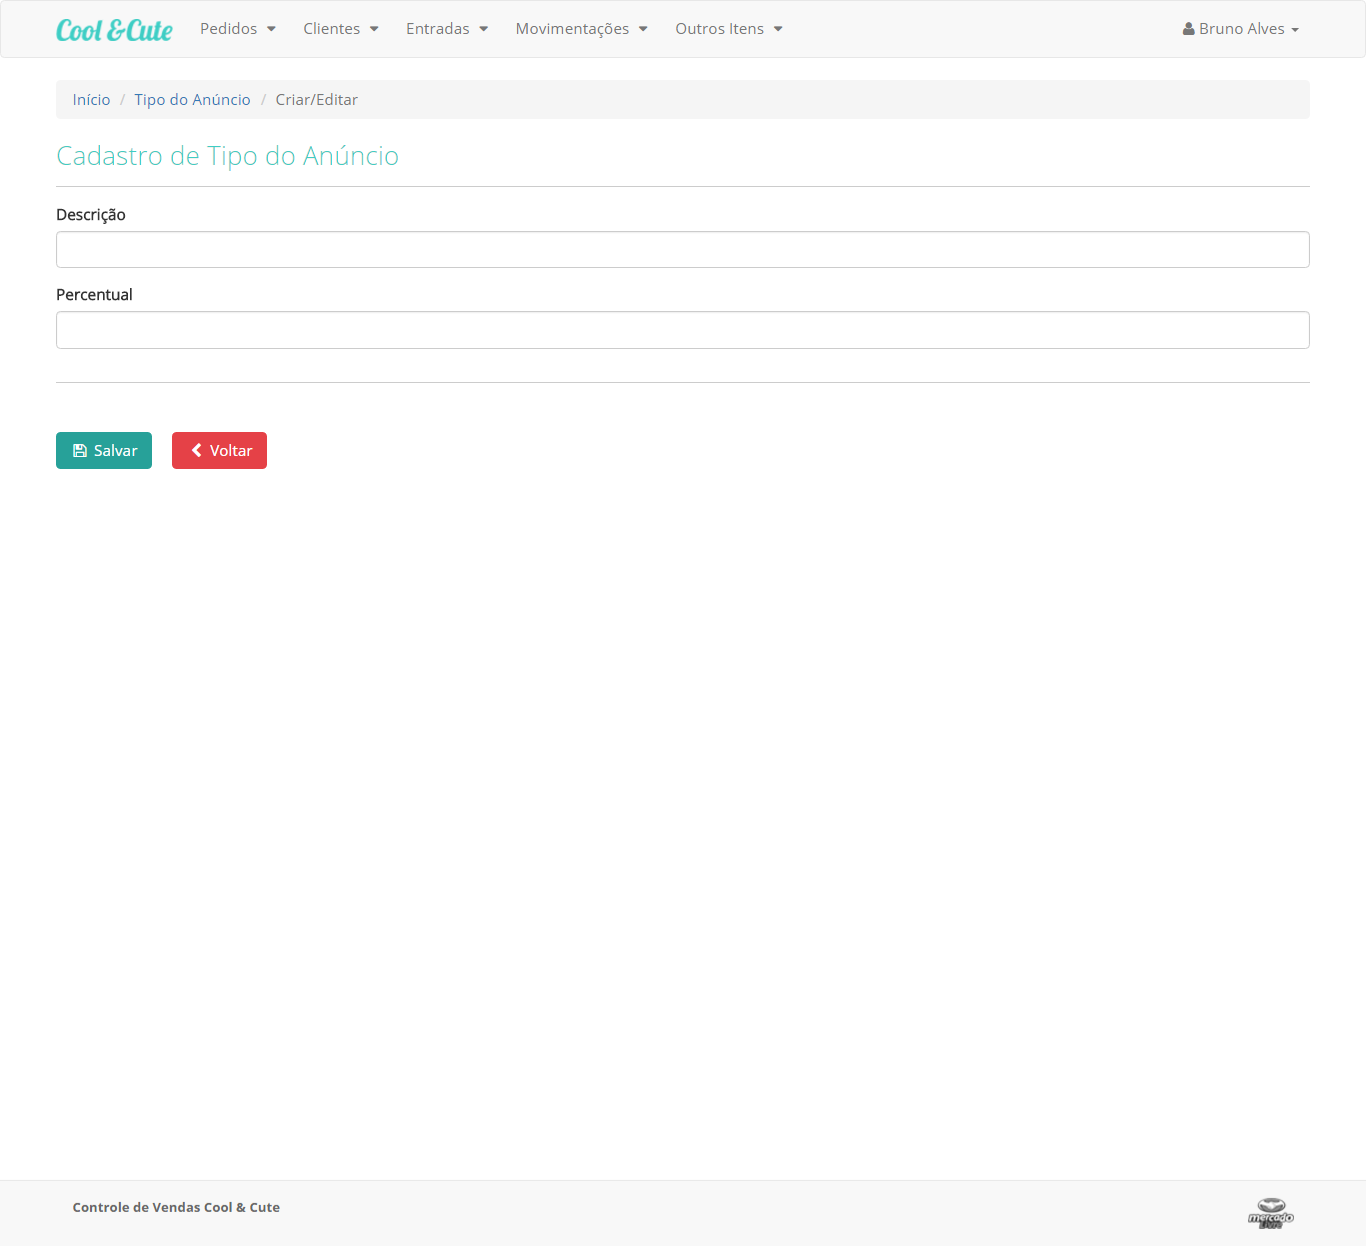 Cool & Cute Pedidos Clientes Entradas Movimentações Outros Itens Bruno Alves
Início / Tipo do Anúncio / Criar/Editar
Cadastro de Tipo do Anúncio
Descrição
Percentual
Salvar Voltar
Controle de Vendas Cool & Cute
mercado
livre